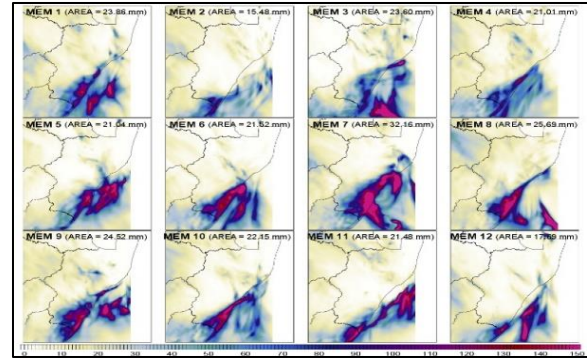 MEM 1 (AREA = 23.86 mm) MEM 2 (AREA = 15.48 mm) MEM 3 (AREA = 23.60 mm) MEM 4 (AREA = 21.01 mm)
MEM 5 (AREA = 21.54 mm) MEM 6 (AREA = 21.52 mm) MEM 7 (AREA = 32.16 mm) MEM 8 (AREA = 25.69 mm)
MEM 9 (AREA = 24.52 mm) MEM 10 (AREA = 22.15 mm) MEM 11 (AREA = 21.48 mm) MEM 12 (AREA = mm)
0 10 20 30 40 50 60 70 80 90 100 110 120 130 140 150